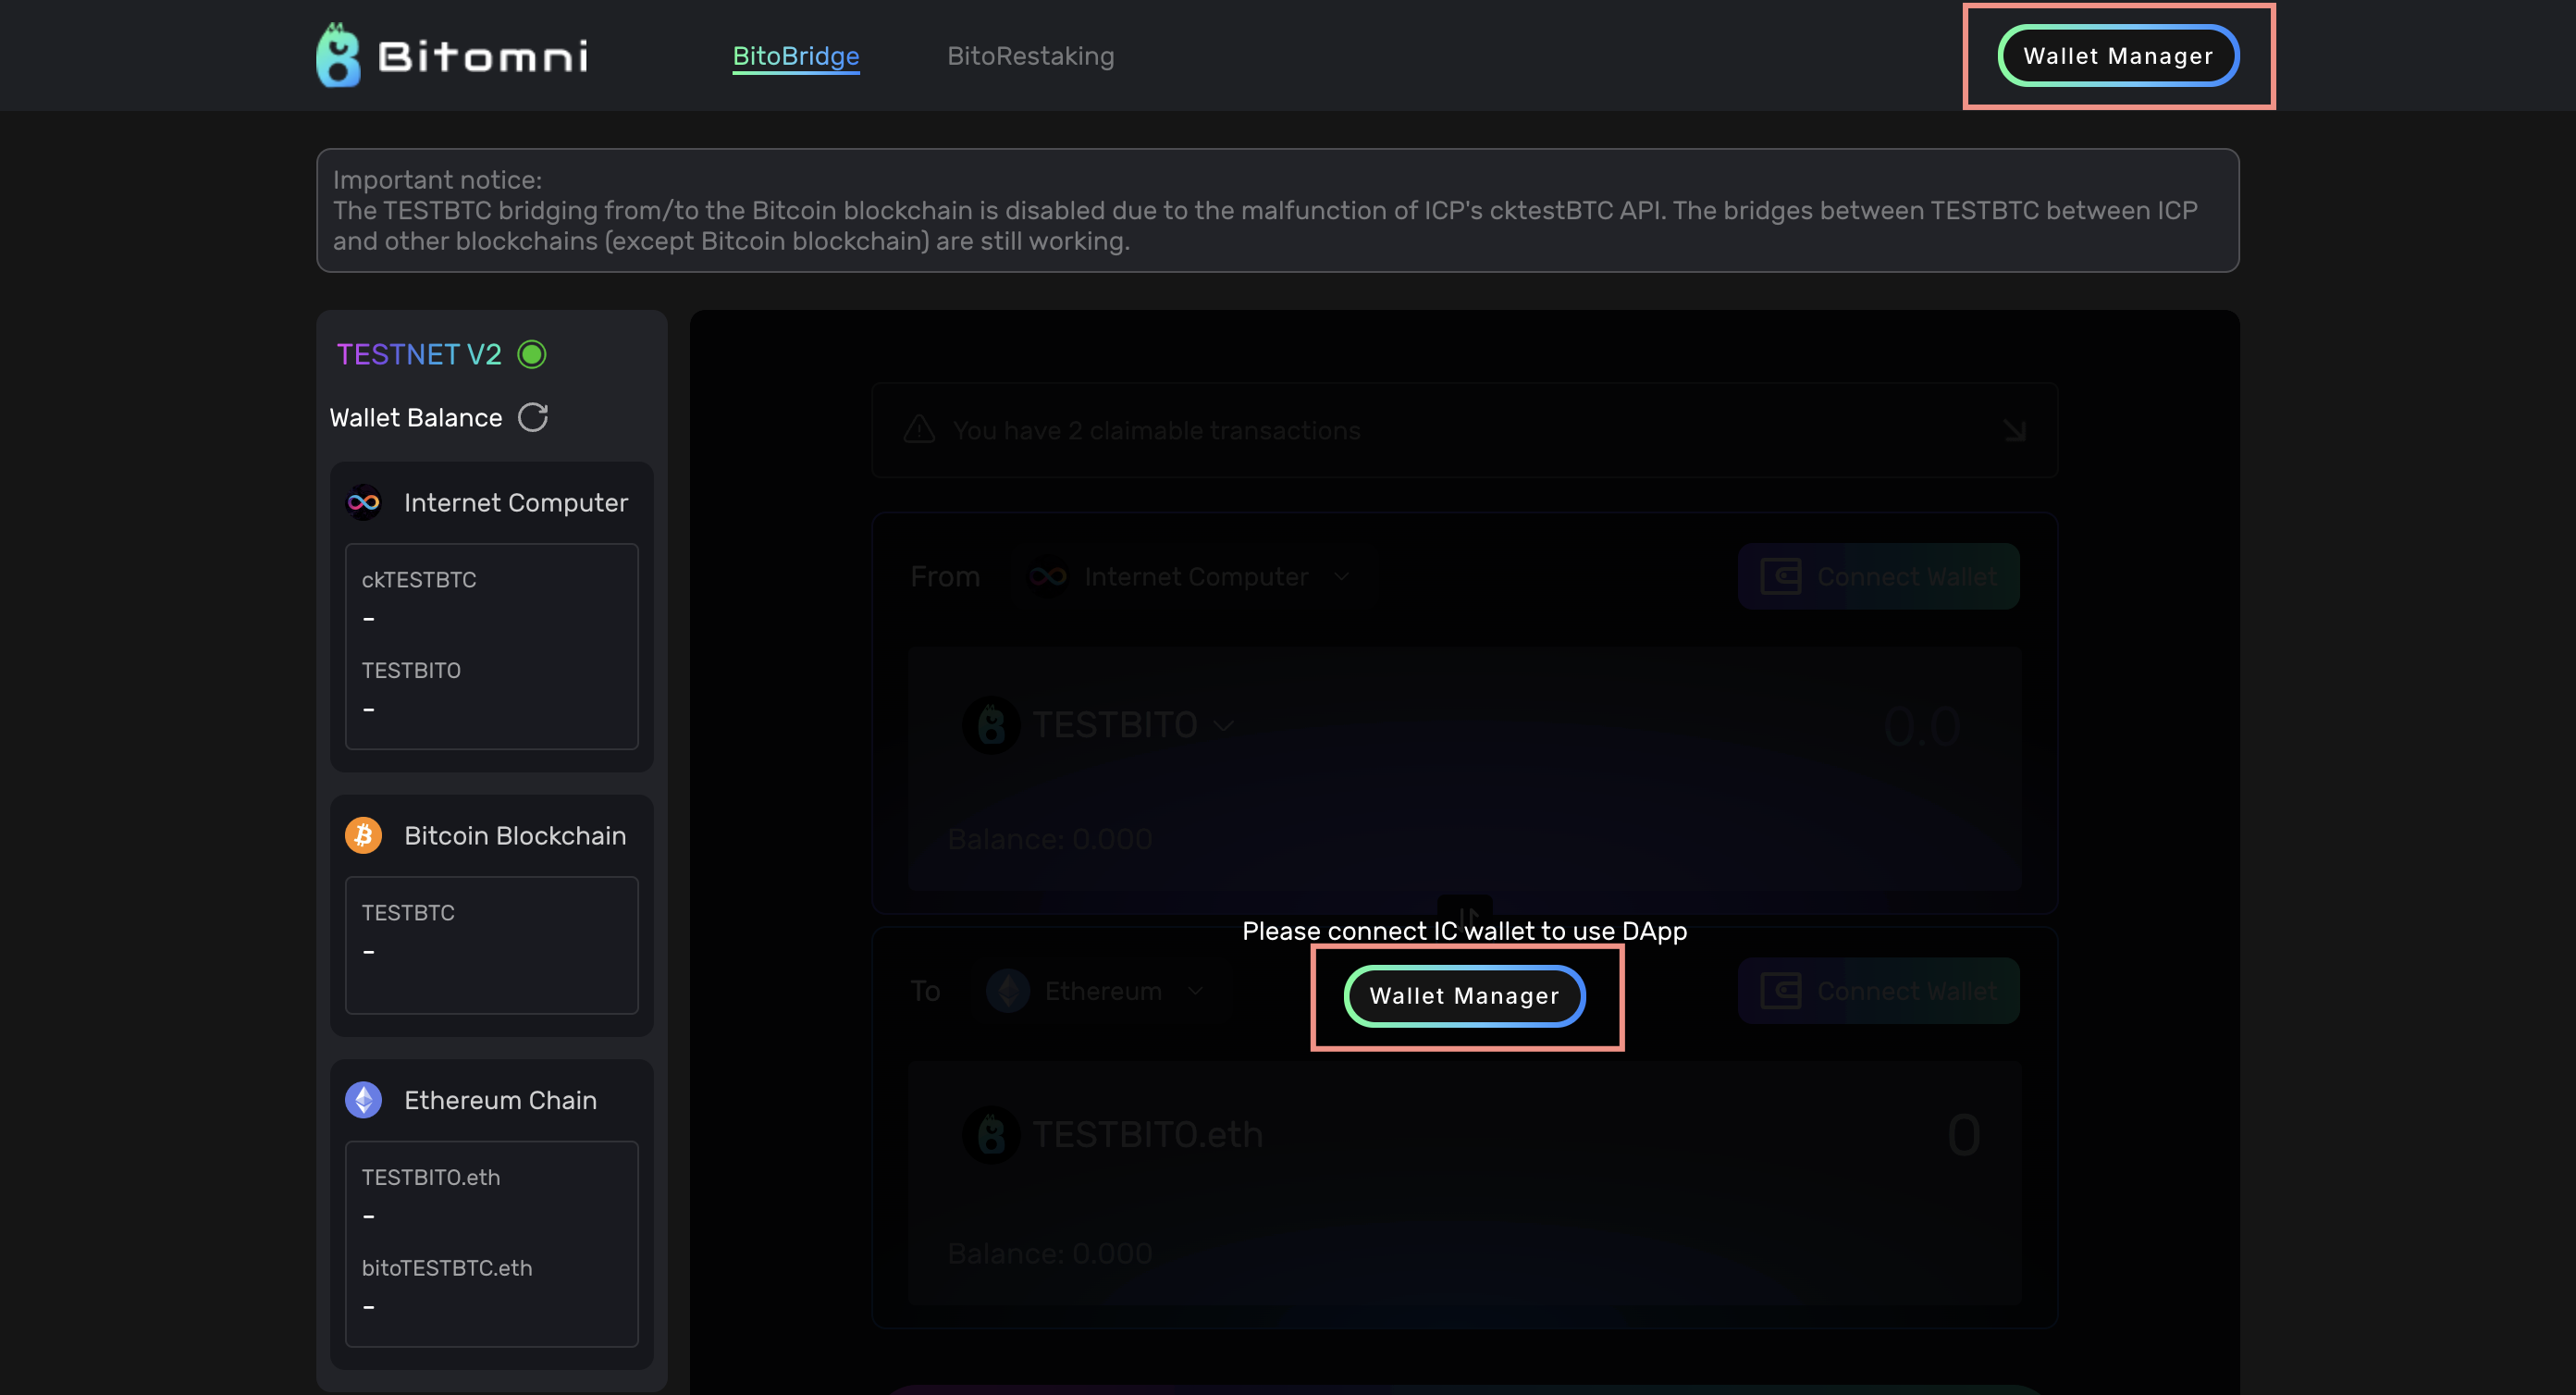 Bitomni
BitoBridge
BitoRestaking
Wallet Manager
Important notice:
The TESTBTC bridging from/to the Bitcoin blockchain is disabled due to the malfunction of ICP's cktestBTC API. The bridges between TESTBTC between ICP
and other blockchains (except Bitcoin blockchain) are still working.
TESTNET V2
Wallet Balance
Internet Computer
ckTESTBTC
-
TESTBITO
-
Bitcoin Blockchain
TESTBTC
-
Ethereum Chain
TESTBITO.eth
-
bitoTESTBTC.eth
-
You have 2 claimable transactions
From
Internet Computer
Connect Wallet
TESTBITO
0.0
Balance: 0.000
Please connect IC wallet to use DApp
Wallet Manager
To
Ethereum
Connect Wallet
TESTBITO.eth
0
Balance: 0.000